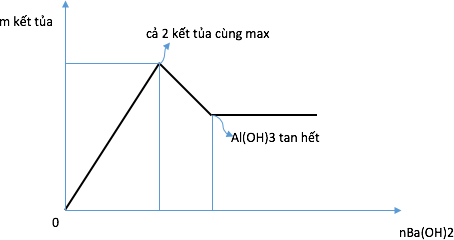 m kết tủa
cả 2 kết tủa cùng max
Al(OH)3 tan hết
0
nBa(OH)2